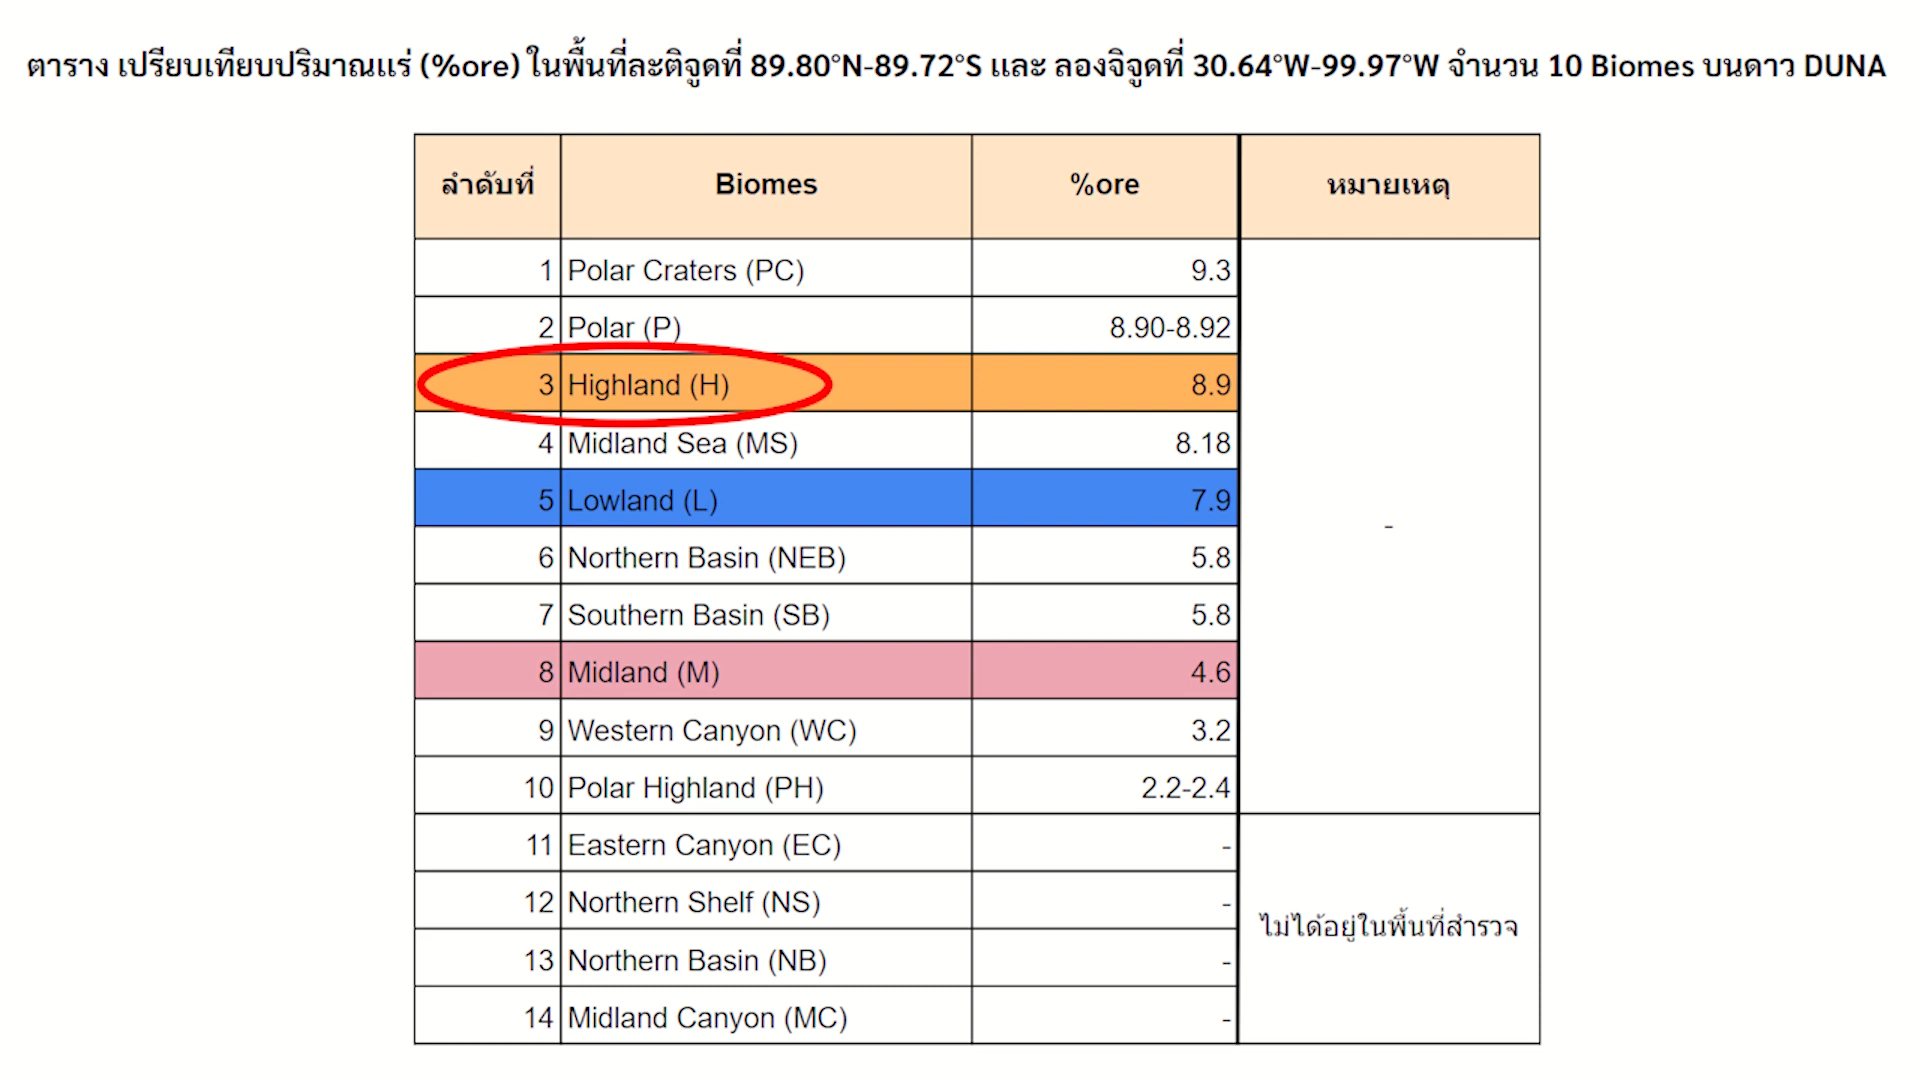 ตาราง เปรียบเทียบปริมาณแร่ (%ore) ในพื้นที่ละติจูดที่ 89.80°N-89.72°S และ ลองจิจูดที่ 30.64°W-99.97°W จำนวน 10 Biomes บนดาว DUNA
ลำดับที่ Biomes %ore หมายเหตุ
1 Polar Craters (PC) 9.3
2 Polar (P) 8.90-8.92
3 Highland (H) 8.9
4 Midland Sea (MS) 8.18
5 Lowland (L) 7.9
-
6 Northern Basin (NEB) 5.8
7 Southern Basin (SB) 5.8
8 Midland (M) 4.6
9 Western Canyon (WC) 3.2
10 Polar Highland (PH) 2.2-2.4
11 Eastern Canyon (EC) -
12 Northern Shelf (NS) -
ไม่ได้อยู่ในพื้นที่สำรวจ
13 Northern Basin (NB) -
14 Midland Canyon (MC) -